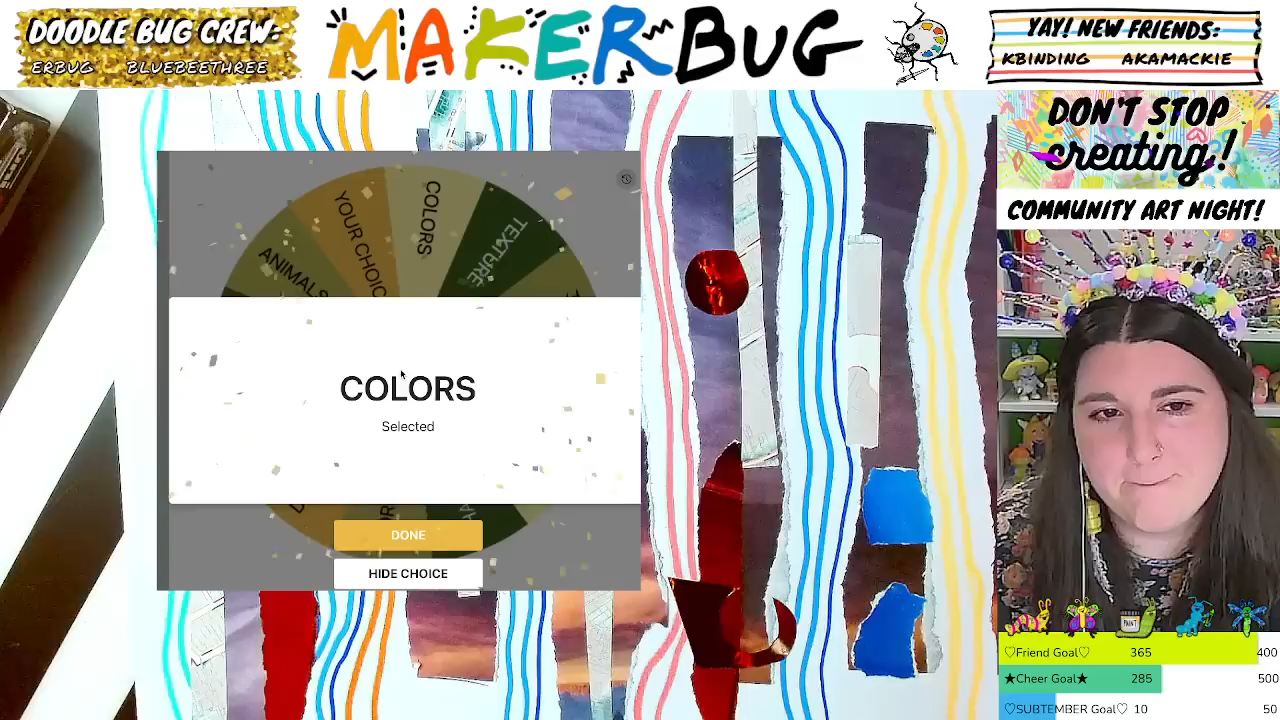 DOODLE BUG CREW:
ERBUG BLUEBEETHREE
MAKERBUG
YAY! NEW FRIENDS:
KBINDING AKAMACKIE
DON'T STOP
creating!
COMMUNITY ART NIGHT!
ANIMALS
YOUR CHOIC
COLORS
TEXTURE
COLORS
Selected
DONE
HIDE CHOICE
PAINT
♡Friend Goal♡ 365 400
★Cheer Goal★ 285 500
♡SUBTEMBER Goal♡ 10 50